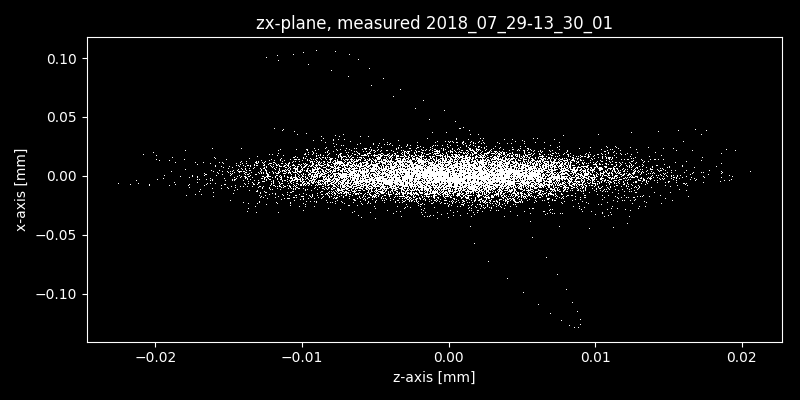 zx-plane, measured 2018_07_29-13_30_01
0.10
0.05
0.00
−0.05
−0.10
x-axis [mm]
−0.02 −0.01 0.00 0.01 0.02
z-axis [mm]